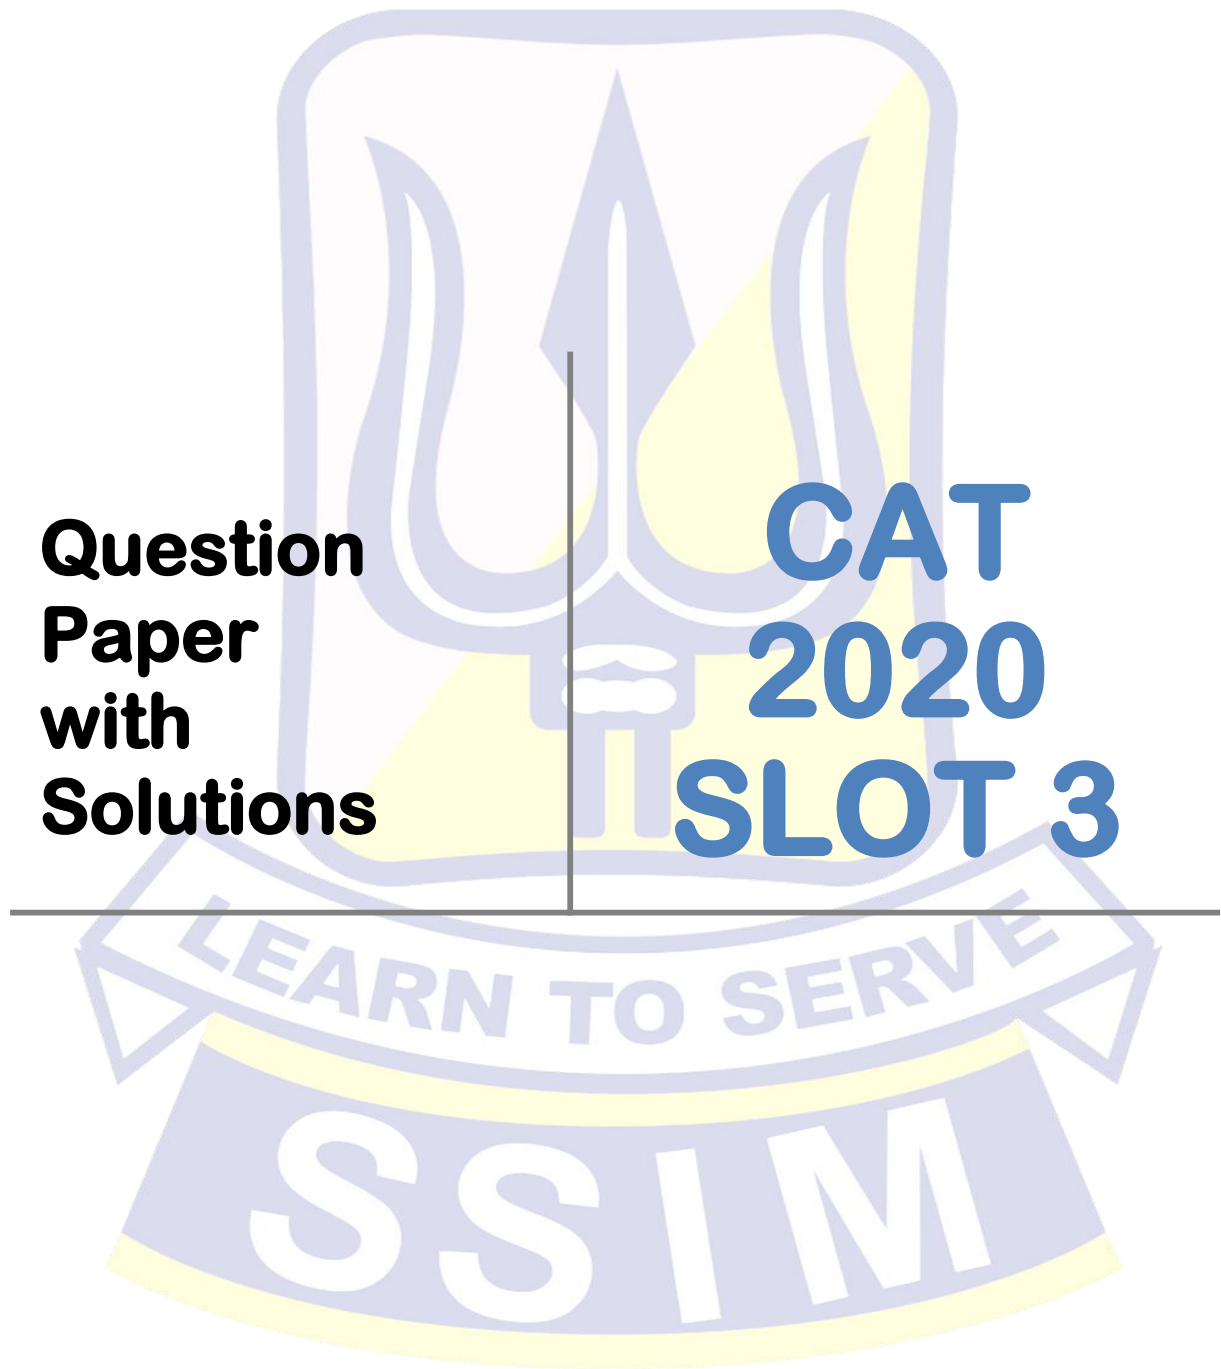 Question
Paper
with
Solutions
CAT
2020
SLOT 3
LEARN TO SERVE
SSIM